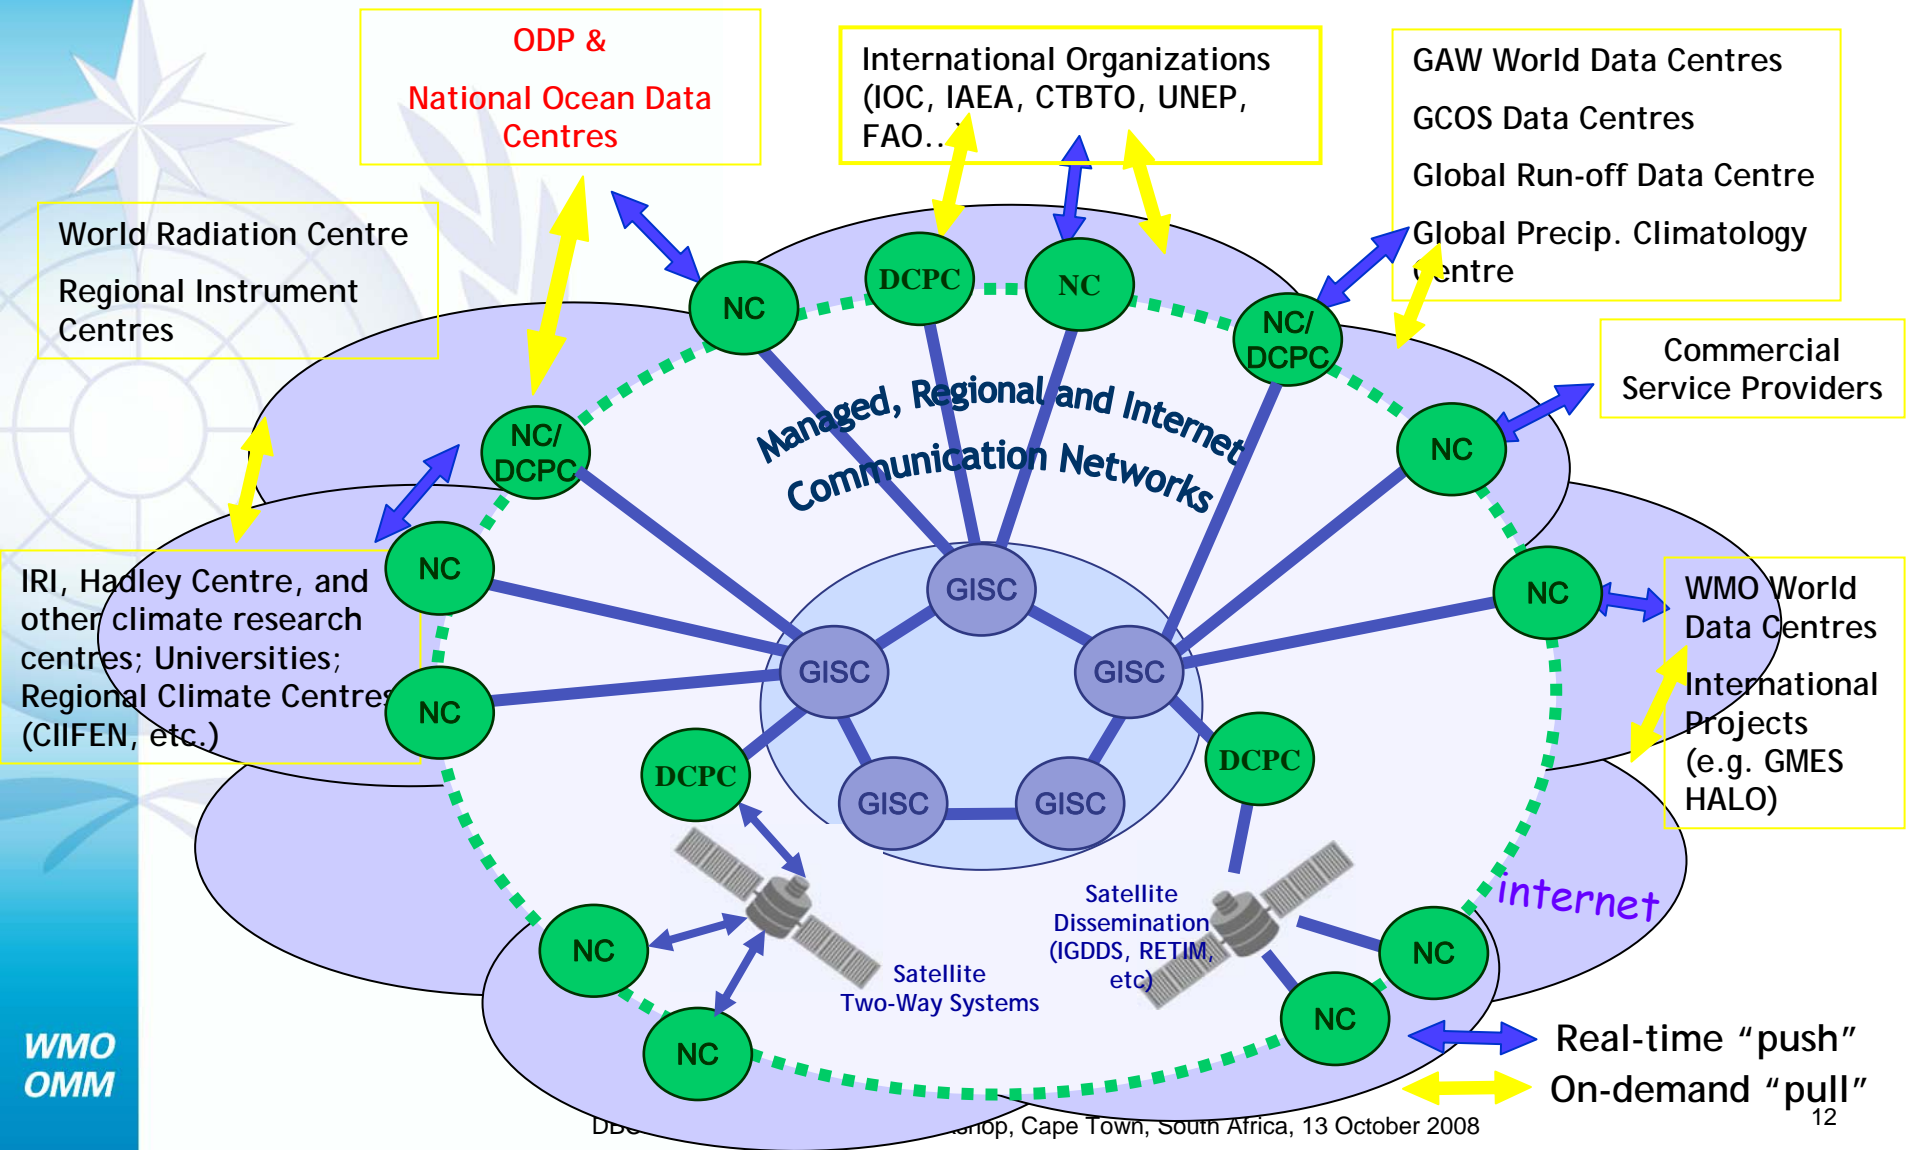 ODP &
National Ocean Data
Centres
International Organizations
(IOC, IAEA, CTBTO, UNEP,
FAO..
GAW World Data Centres
GCOS Data Centres
Global Run-off Data Centre
Global Precip. Climatology
Centre
World Radiation Centre
Regional Instrument
Centres
Commercial
Service Providers
NC
DCPC
NC
NC/
DCPC
Managed, Regional and Internet
Communication Networks
NC/
DCPC
NC
NC
NC
IRI, Hadley Centre, and
other climate research
centres; Universities;
Regional Climate Centres
(CIIFEN, etc.)
NC
GISC
GISC
GISC
GISC
GISC
WMO World
Data Centres
International
Projects
(e.g. GMES
HALO)
DCPC
DCPC
internet
Satellite
Dissemination
(IGDDS, RETIM,
etc)
Satellite
Two-Way Systems
NC
NC
NC
NC
WMO
OMM
Real-time “push”
On-demand “pull”
Cape Town, South Africa, 13 October 2008
12